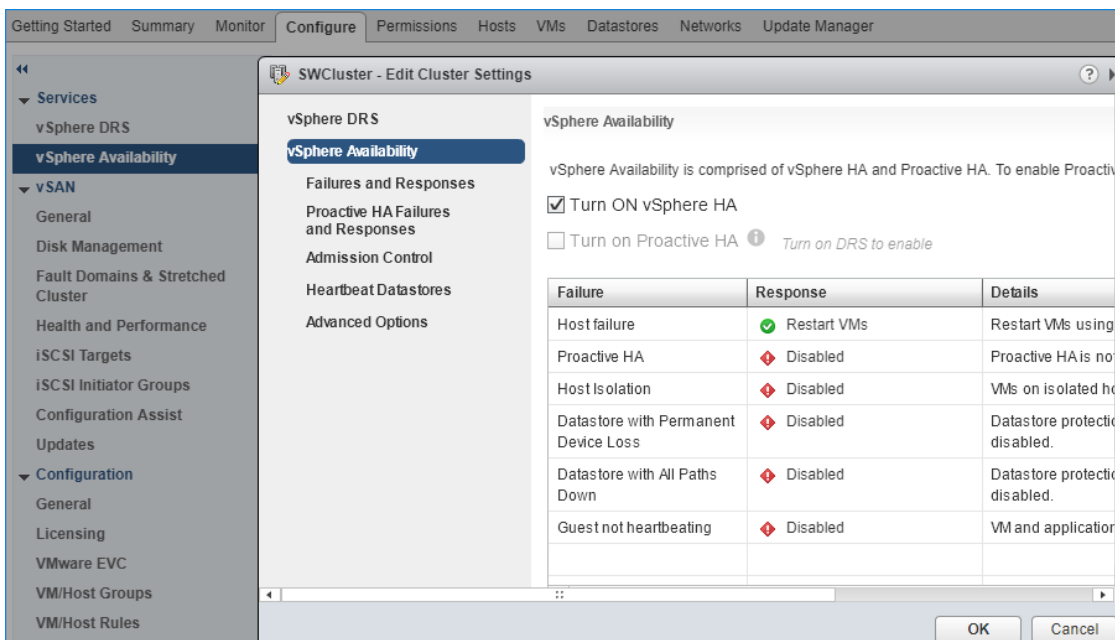 Getting Started Summary Monitor Configure Permissions Hosts VMs Datastores Networks Update Manager
Services
vSphere DRS
vSphere Availability
vSAN
General
Disk Management
Fault Domains & Stretched
Cluster
Health and Performance
iSCSI Targets
iSCSI Initiator Groups
Configuration Assist
Updates
Configuration
General
Licensing
VMware EVC
VM/Host Groups
VM/Host Rules
SWCluster - Edit Cluster Settings
?
vSphere DRS
vSphere Availability
Failures and Responses
Proactive HA Failures
and Responses
Admission Control
Heartbeat Datastores
Advanced Options
vSphere Availability
vSphere Availability is comprised of vSphere HA and Proactive HA. To enable Proactiv
Turn ON vSphere HA
Turn on Proactive HA Turn on DRS to enable
Failure Response Details
Host failure Restart VMs Restart VMs using
Proactive HA Disabled Proactive HA is no
Host Isolation Disabled VMs on isolated ho
Datastore with Permanent Disabled Datastore protectio
Device Loss disabled.
Datastore with All Paths Disabled Datastore protectio
Down disabled.
Guest not heartbeating Disabled VM and application
OK Cancel